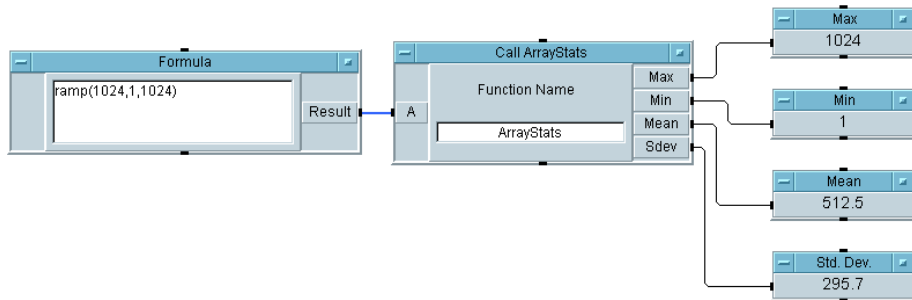 Formula
ramp(1024,1,1024)
Result
Call ArrayStats
A
Function Name
ArrayStats
Max
Min
Mean
Sdev
Max
1024
Min
1
Mean
512.5
Std. Dev.
295.7